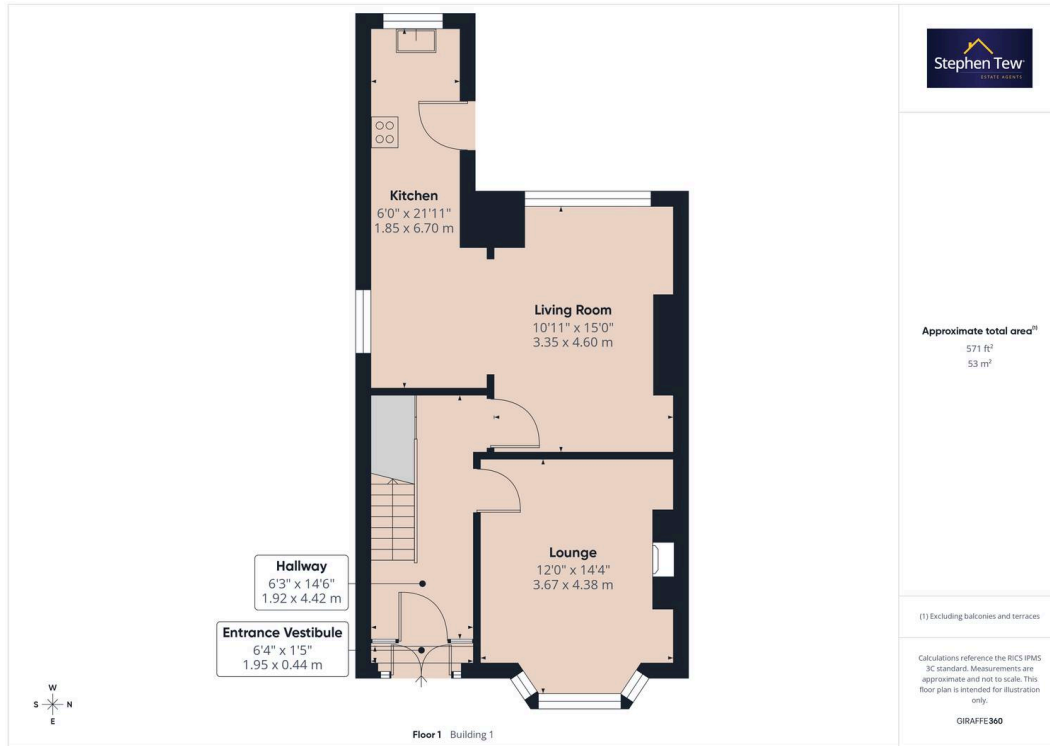 Stephen Tew
ESTATE AGENTS
Kitchen
6'0" x 21'11"
1.85 x 6.70 m
Living Room
10'11" x 15'0"
3.35 x 4.60 m
Approximate total area⁽¹⁾
571 ft²
53 m²
Lounge
12'0" x 14'4"
3.67 x 4.38 m
Hallway
6'3" x 14'6"
1.92 x 4.42 m
Entrance Vestibule
6'4" x 1'5"
1.95 x 0.44 m
(1) Excluding balconies and terraces
Calculations reference the RICS IPMS
3C standard. Measurements are
approximate and not to scale. This
floor plan is intended for illustration
only.
GIRAFFE360
W
S N
E
Floor 1 Building 1